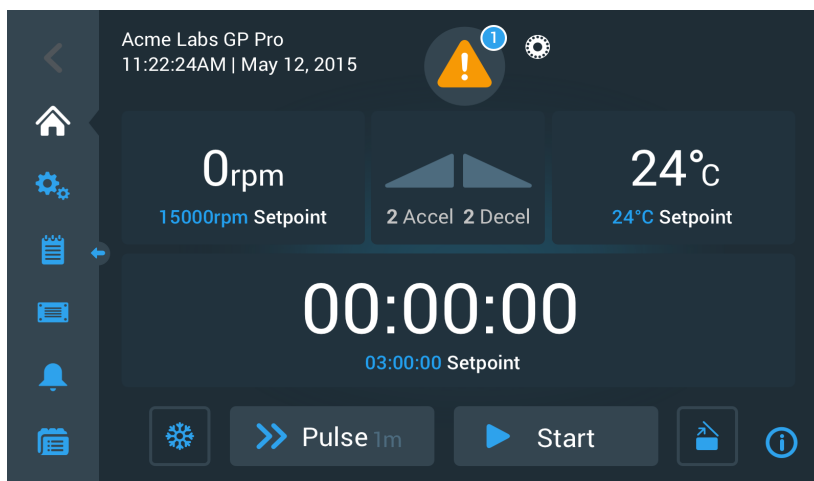 Acme Labs GP Pro
11:22:24AM | May 12, 2015
1
0rpm
15000rpm Setpoint
2 Accel 2 Decel
24°C
24°C Setpoint
00:00:00
03:00:00 Setpoint
Pulse 1m
Start